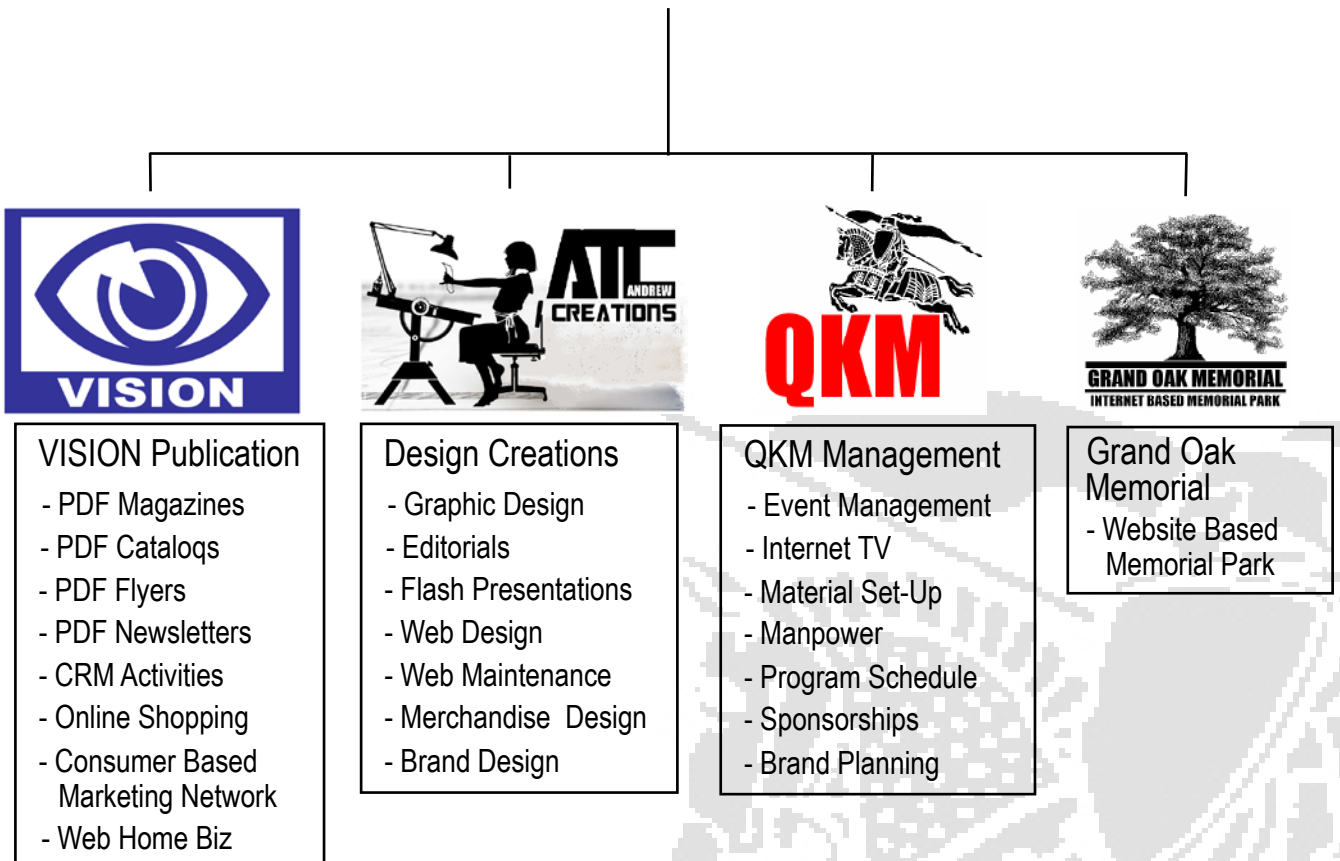 VISION
ATC
ANDREW
CREATIONS
QKM
GRAND OAK MEMORIAL
INTERNET BASED MEMORIAL PARK
VISION Publication
- PDF Magazines
- PDF Cataloqs
- PDF Flyers
- PDF Newsletters
- CRM Activities
- Online Shopping
- Consumer Based
Marketing Network
- Web Home Biz
Design Creations
- Graphic Design
- Editorials
- Flash Presentations
- Web Design
- Web Maintenance
- Merchandise Design
- Brand Design
QKM Management
- Event Management
- Internet TV
- Material Set-Up
- Manpower
- Program Schedule
- Sponsorships
- Brand Planning
Grand Oak
Memorial
- Website Based
Memorial Park